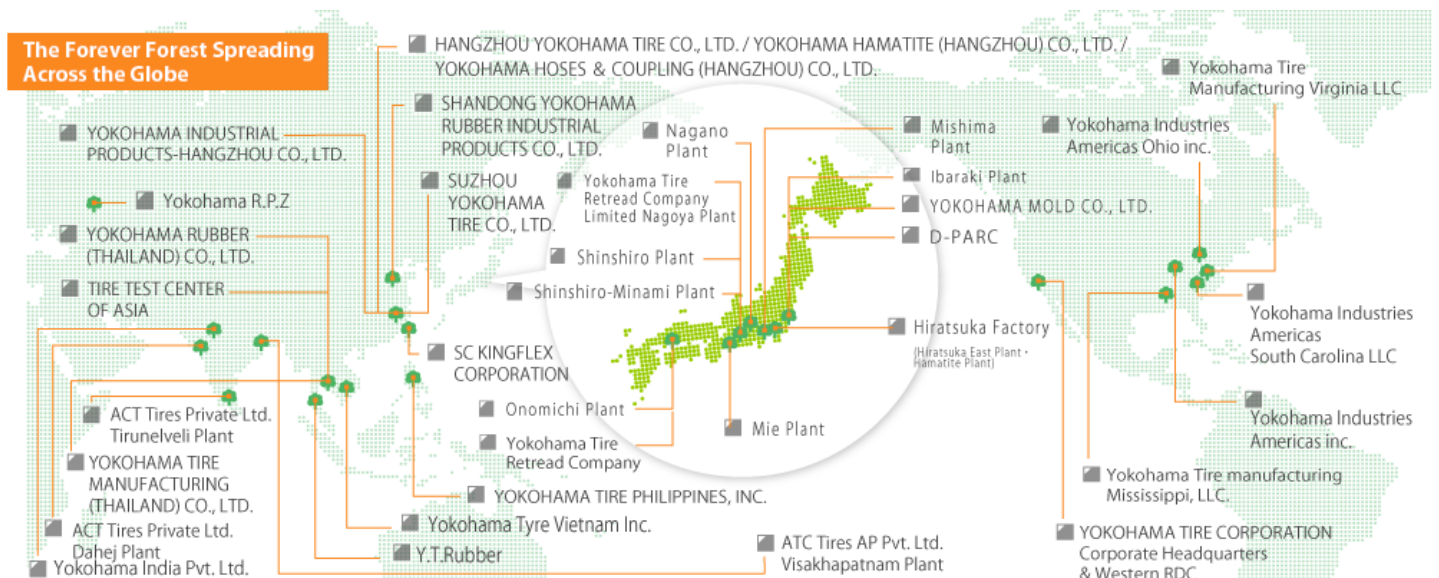 The Forever Forest Spreading
Across the Globe
HANGZHOU YOKOHAMA TIRE CO., LTD. / YOKOHAMA HAMATITE (HANGZHOU) CO., LTD. /
YOKOHAMA HOSES & COUPLING (HANGZHOU) CO., LTD.
SHANDONG YOKOHAMA
RUBBER INDUSTRIAL
PRODUCTS CO., LTD.
YOKOHAMA INDUSTRIAL
PRODUCTS-HANGZHOU CO., LTD.
SUZHOU
YOKOHAMA
TIRE CO., LTD.
Yokohama R.P.Z
YOKOHAMA RUBBER
(THAILAND) CO., LTD.
TIRE TEST CENTER
OF ASIA
SC KINGFLEX
CORPORATION
ACT Tires Private Ltd.
Tirunelveli Plant
YOKOHAMA TIRE
MANUFACTURING
(THAILAND) CO., LTD.
ACT Tires Private Ltd.
Dahej Plant
Yokohama India Pvt. Ltd.
YOKOHAMA TIRE PHILIPPINES, INC.
Yokohama Tyre Vietnam Inc.
Y.T.Rubber
ATC Tires AP Pvt. Ltd.
Visakhapatnam Plant
Nagano
Plant
Yokohama Tire
Retread Company
Limited Nagoya Plant
Shinshiro Plant
Shinshiro-Minami Plant
Onomichi Plant
Yokohama Tire
Retread Company
Mie Plant
Mishima
Plant
Ibaraki Plant
YOKOHAMA MOLD CO., LTD.
D-PARC
Hiratsuka Factory
(Hiratsuka East Plant・
Hamatite Plant)
Yokohama Tire
Manufacturing Virginia LLC
Yokohama Industries
Americas Ohio inc.
Yokohama Industries
Americas
South Carolina LLC
Yokohama Industries
Americas inc.
Yokohama Tire manufacturing
Mississippi, LLC.
YOKOHAMA TIRE CORPORATION
Corporate Headquarters
& Western RDC